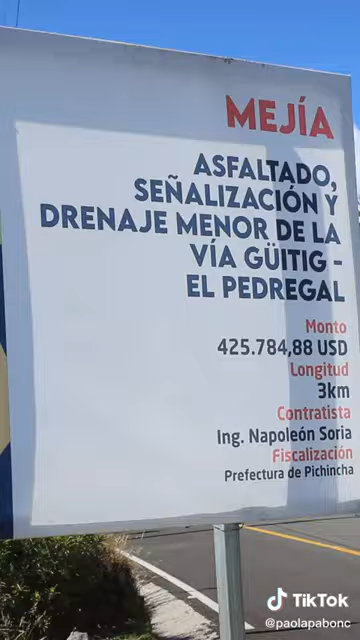 MEJÍA
ASFALTADO,
SEÑALIZACIÓN Y
DRENAJE MENOR DE LA
VÍA GÜITIG -
EL PEDREGAL
Monto
425.784,88 USD
Longitud
3km
Contratista
Ing. Napoleón Soria
Fiscalización
Prefectura de Pichincha
TikTok
@paolapabonc